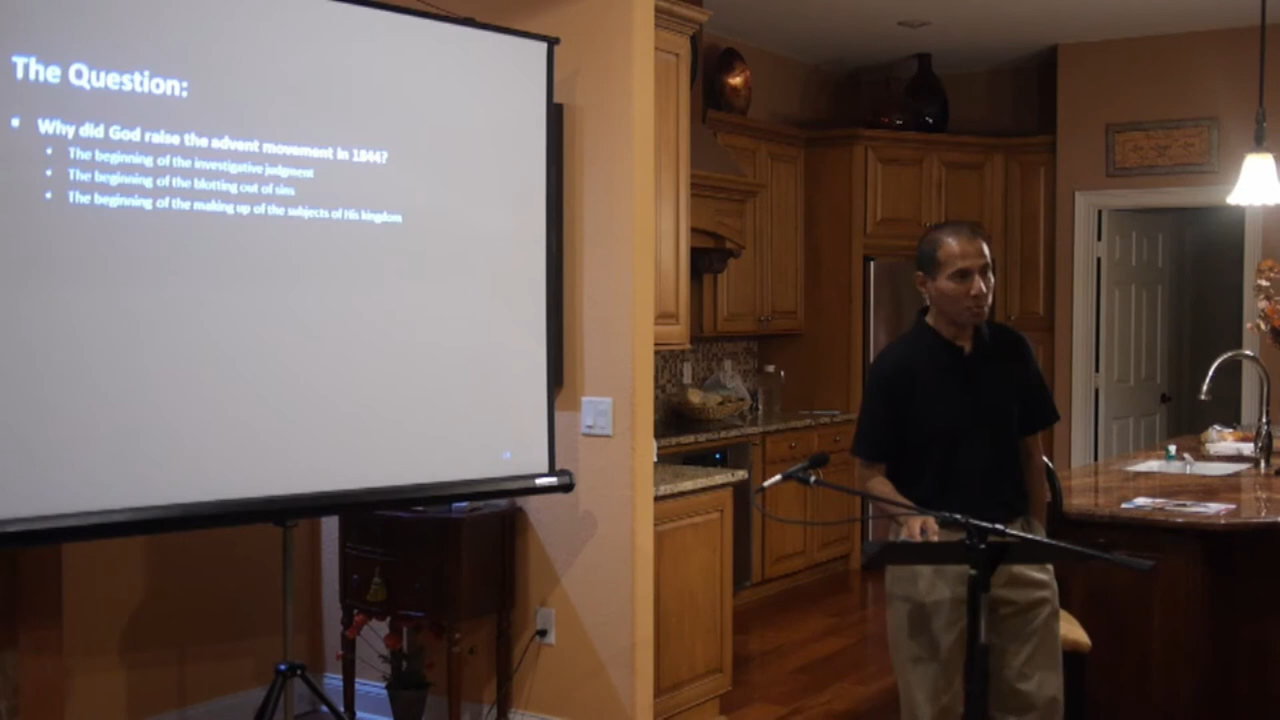 The Question:
Why did God raise the advent movement in 1844?
The beginning of the investigative judgment
The beginning of the blotting out of sins
The beginning of the making up of the subjects of His kingdom